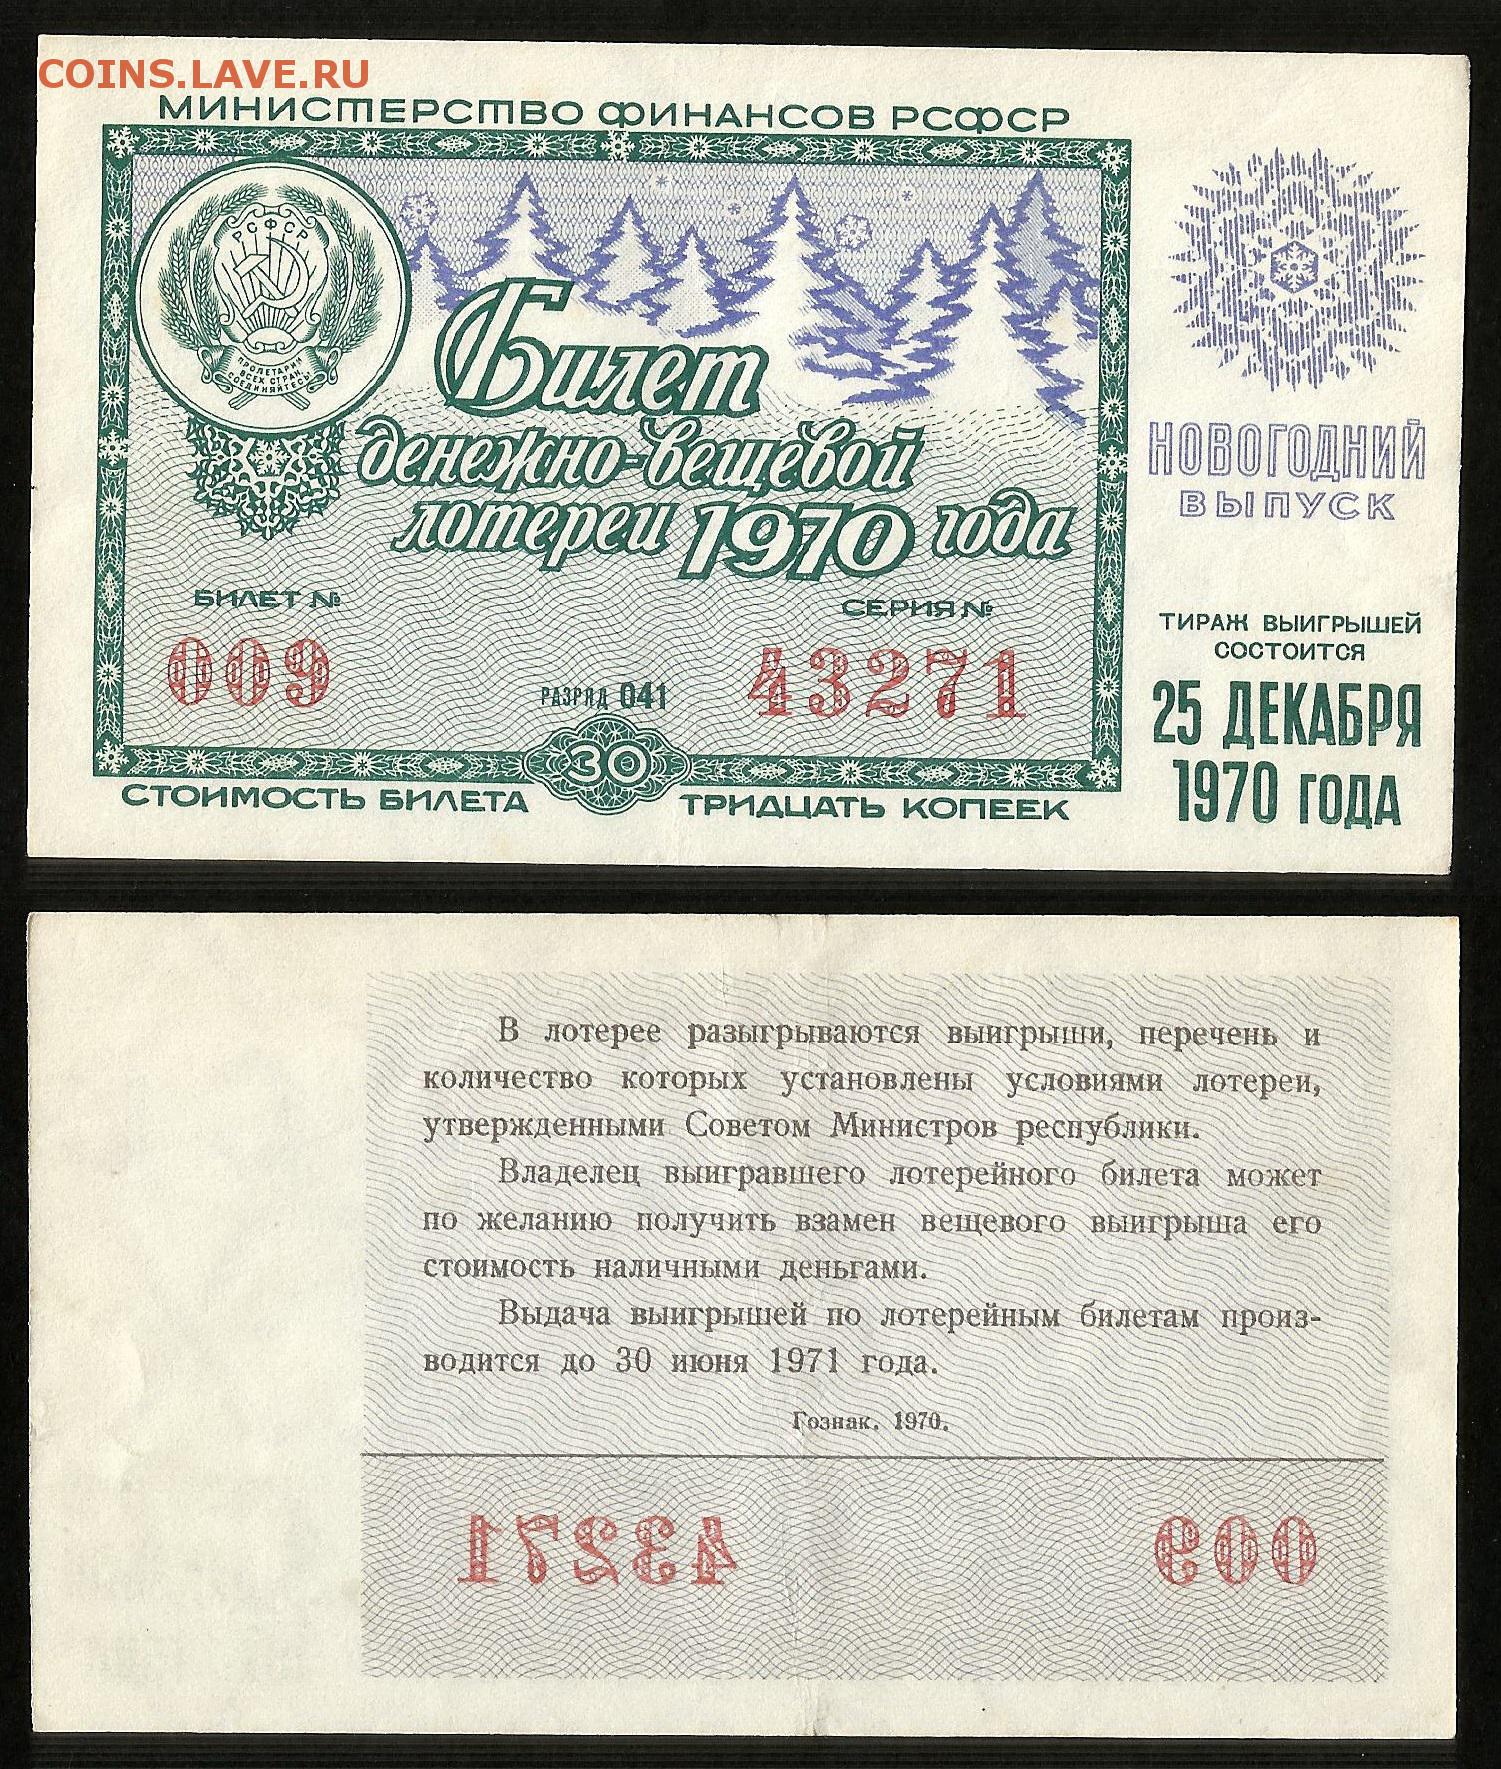 COINS.LAVE.RU
МИНИСТЕРСТВО ФИНАНСОВ РСФСР
РСФСР
ПРОЛЕТАРИИ
ВСЕХ СТРАН,
СОЕДИНЯЙТЕСЬ!
Билет
денежно-вещевой
лотереи 1970 года
БИЛЕТ №
СЕРИЯ №
009
РАЗРЯД 041
43271
30
СТОИМОСТЬ БИЛЕТА
ТРИДЦАТЬ КОПЕЕК
НОВОГОДНИЙ
ВЫПУСК
ТИРАЖ ВЫИГРЫШЕЙ
СОСТОИТСЯ
25 ДЕКАБРЯ
1970 ГОДА
В лотерее разыгрываются выигрыши, перечень и
количество которых установлены условиями лотереи,
утвержденными Советом Министров республики.
Владелец выигравшего лотерейного билета может
по желанию получить взамен вещевого выигрыша его
стоимость наличными деньгами.
Выдача выигрышей по лотерейным билетам произ-
водится до 30 июня 1971 года.
Гознак. 1970.
43271
009